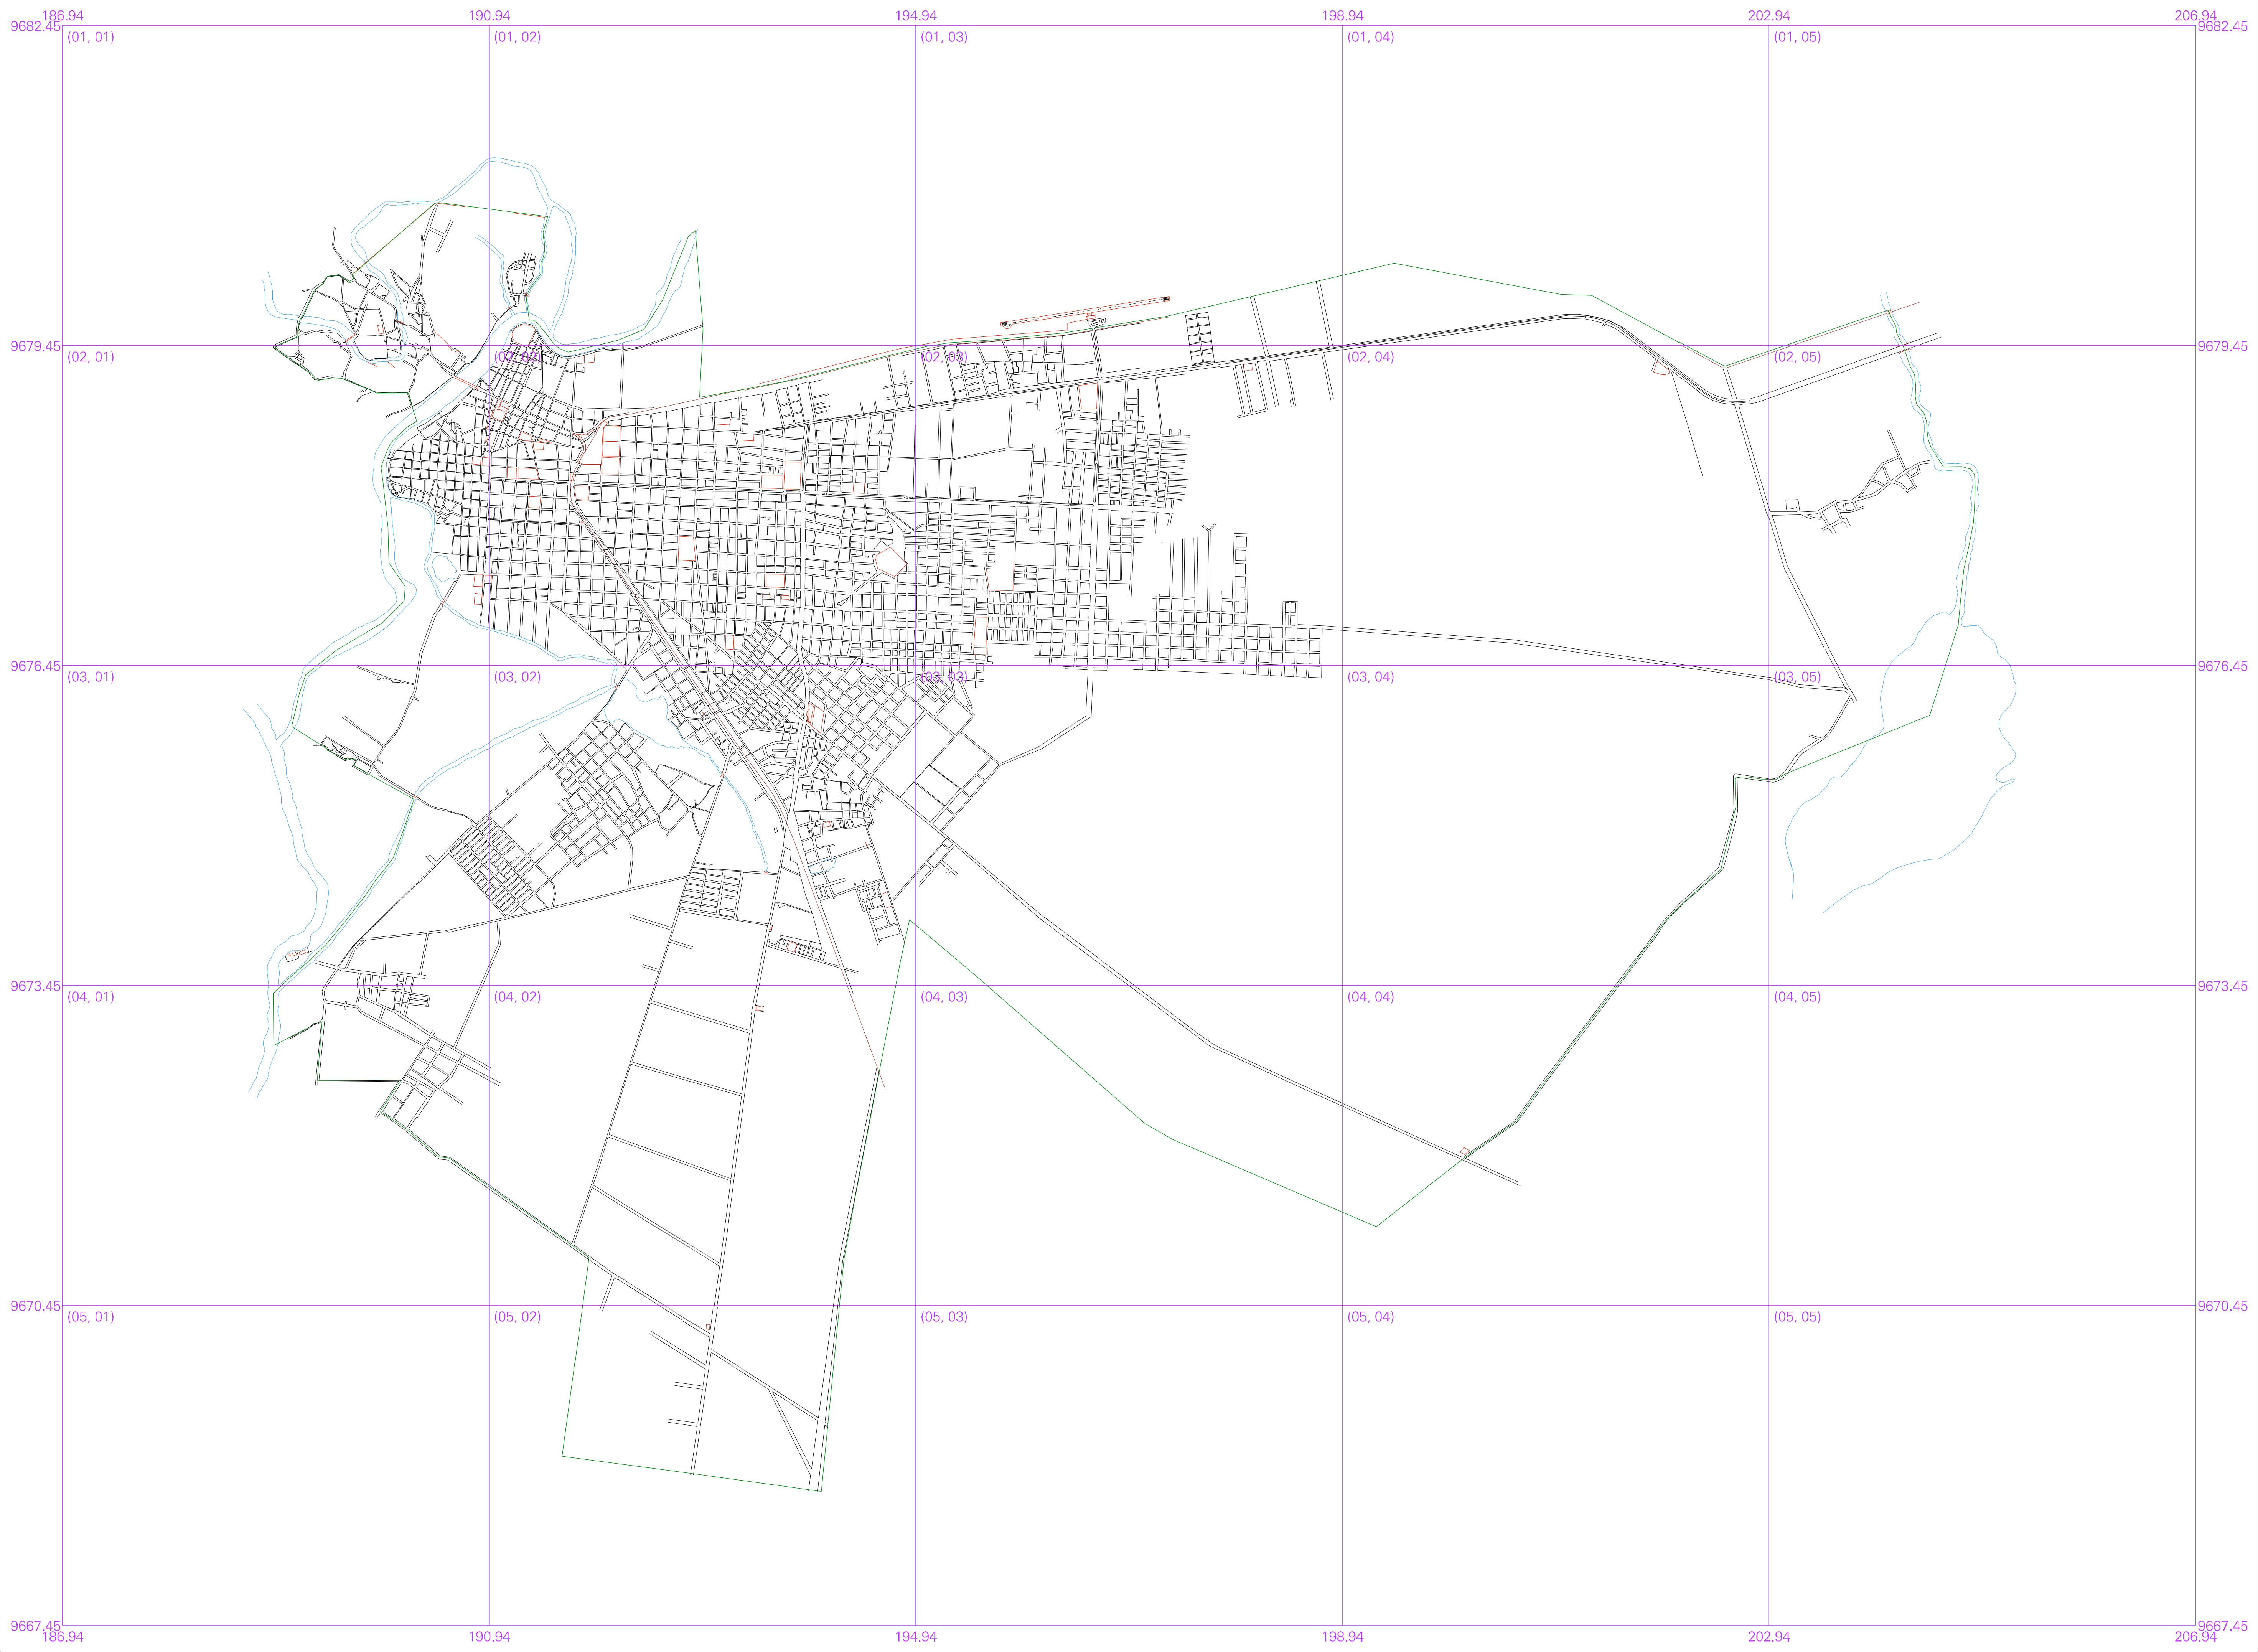 186.94 190.94 194.94 198.94 202.94 206.94
9682.45 9682.45
(01, 01) (01, 02) (01, 03) (01, 04) (01, 05)
9679.45 9679.45
(02, 01) (02, 02) (02, 03) (02, 04) (02, 05)
9676.45 9676.45
(03, 01) (03, 02) (03, 03) (03, 04) (03, 05)
9673.45 9673.45
(04, 01) (04, 02) (04, 03) (04, 04) (04, 05)
9670.45 9670.45
(05, 01) (05, 02) (05, 03) (05, 04) (05, 05)
9667.45 9667.45
186.94 190.94 194.94 198.94 202.94 206.94